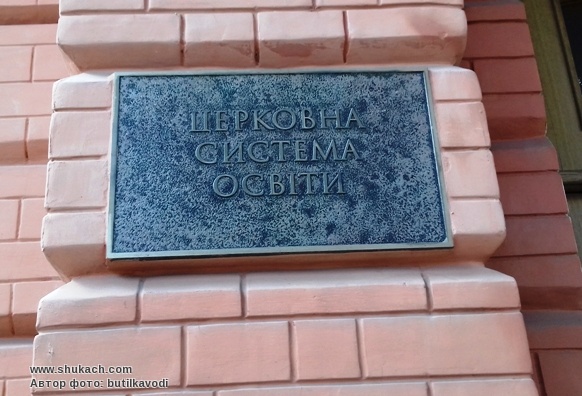 ЦЕРКОВНА
СИСТЕМА
ОСВІТИ
www.shukach.com
Автор фото: butilkavodi